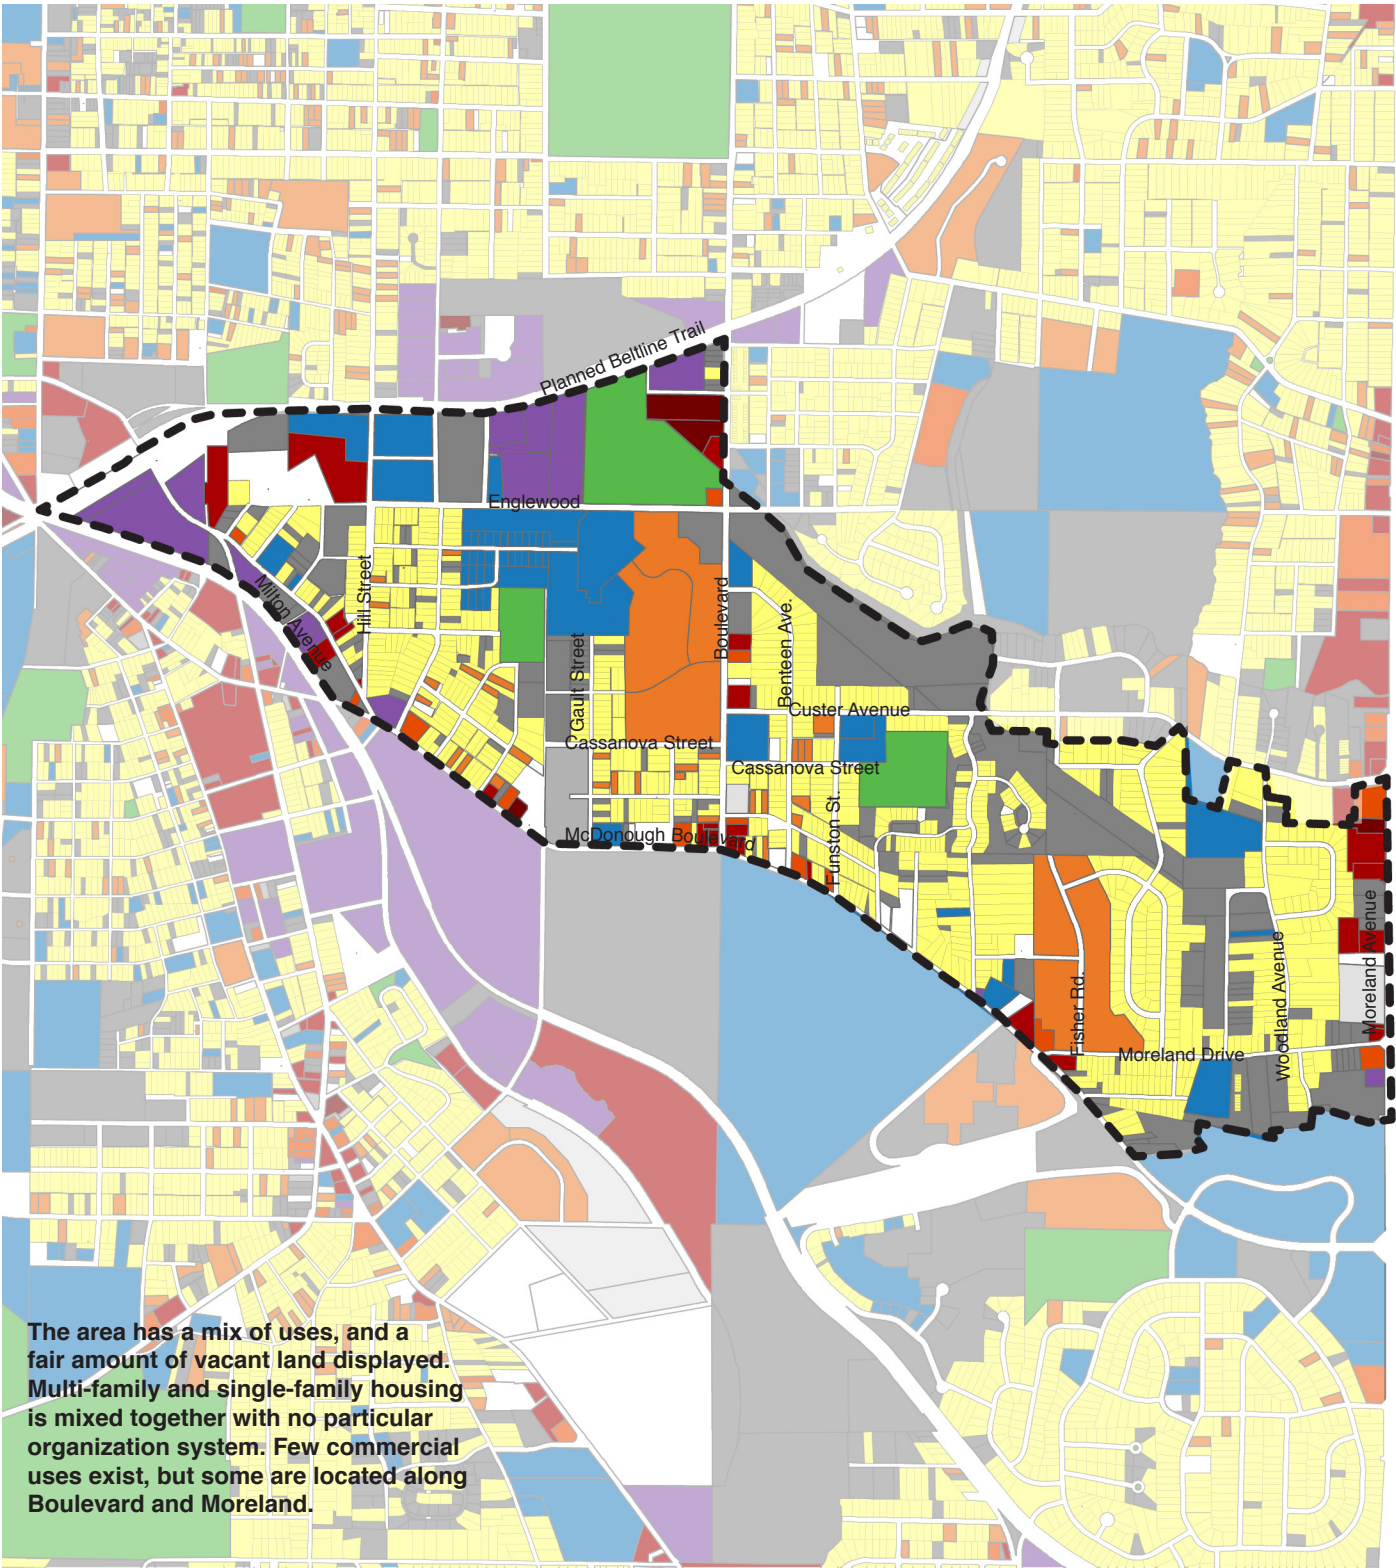 Planned Beltline Trail
Englewood
Milton Avenue
Hill Street
Boulevard
Benteen Ave.
Gault Street
Custer Avenue
Cassanova Street
Cassanova Street
Funston St.
McDonough Boulevard
Moreland Avenue
Woodland Avenue
Fisher Rd.
Moreland Drive
The area has a mix of uses, and a
fair amount of vacant land displayed.
Multi-family and single-family housing
is mixed together with no particular
organization system. Few commercial
uses exist, but some are located along
Boulevard and Moreland.